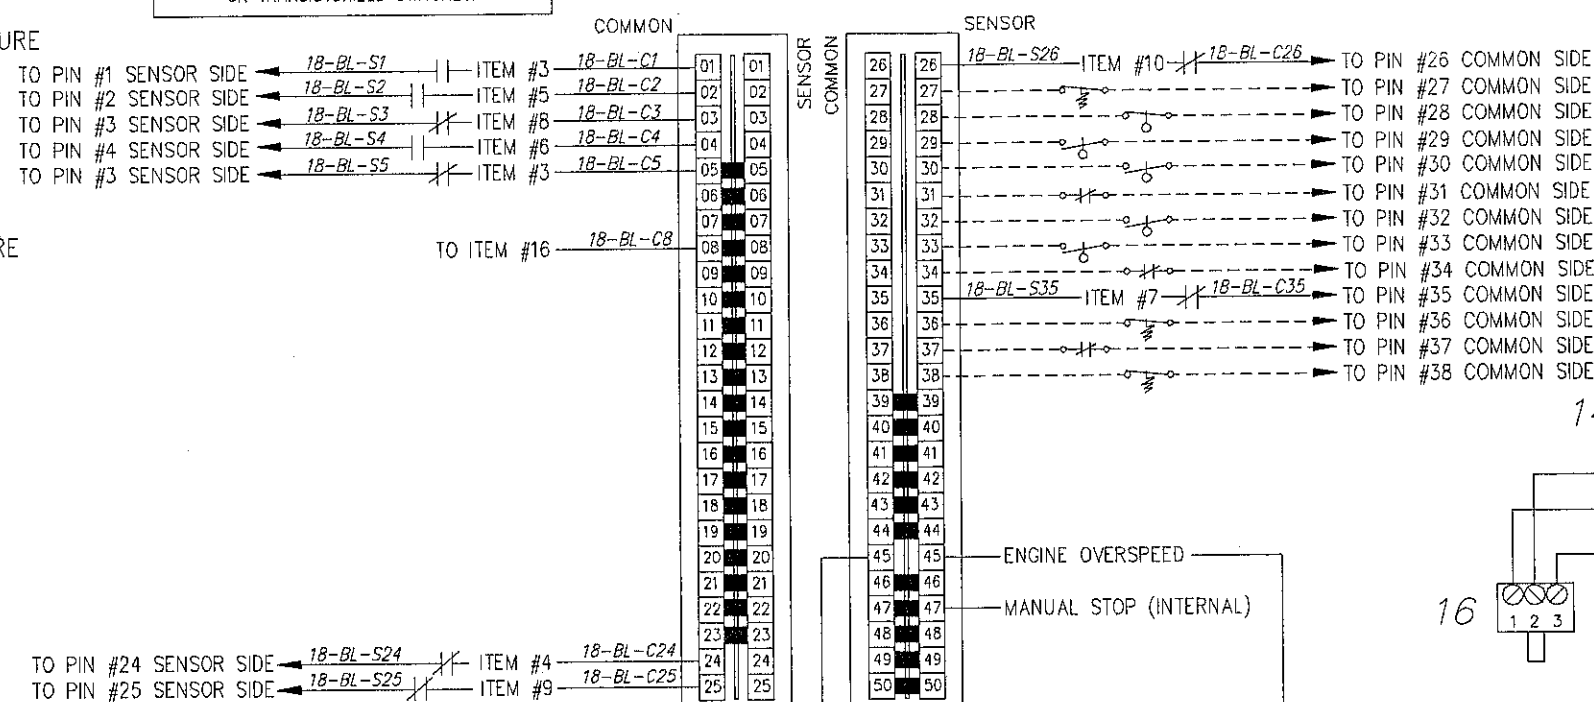 COMMON
SENSOR
URE
TO PIN #1 SENSOR SIDE 18-BL-S1 ITEM #3 18-BL-C1 01 01
TO PIN #2 SENSOR SIDE 18-BL-S2 ITEM #5 18-BL-C2 02 02
TO PIN #3 SENSOR SIDE 18-BL-S3 ITEM #8 18-BL-C3 03 03
TO PIN #4 SENSOR SIDE 18-BL-S4 ITEM #6 18-BL-C4 04 04
TO PIN #3 SENSOR SIDE 18-BL-S5 ITEM #3 18-BL-C5 05 05
06 06
07 07
RE
TO ITEM #16 18-BL-C8 08 08
09 09
10 10
11 11
12 12
13 13
14 14
15 15
16 16
17 17
18 18
19 19
20 20
21 21
22 22
23 23
TO PIN #24 SENSOR SIDE 18-BL-S24 ITEM #4 18-BL-C24 24 24
TO PIN #25 SENSOR SIDE 18-BL-S25 ITEM #9 18-BL-C25 25 25
SENSOR
COMMON
26 26 18-BL-S26 ITEM #10 18-BL-C26 TO PIN #26 COMMON SIDE
27 27 TO PIN #27 COMMON SIDE
28 28 TO PIN #28 COMMON SIDE
29 29 TO PIN #29 COMMON SIDE
30 30 TO PIN #30 COMMON SIDE
31 31 TO PIN #31 COMMON SIDE
32 32 TO PIN #32 COMMON SIDE
33 33 TO PIN #33 COMMON SIDE
34 34 TO PIN #34 COMMON SIDE
35 35 18-BL-S35 ITEM #7 18-BL-C35 TO PIN #35 COMMON SIDE
36 36 TO PIN #36 COMMON SIDE
37 37 TO PIN #37 COMMON SIDE
38 38 TO PIN #38 COMMON SIDE
39 39
40 40
41 41
42 42
43 43
44 44
45 45 ENGINE OVERSPEED
46 46
47 47 MANUAL STOP (INTERNAL)
48 48
49 49
50 50
16
1 2 3